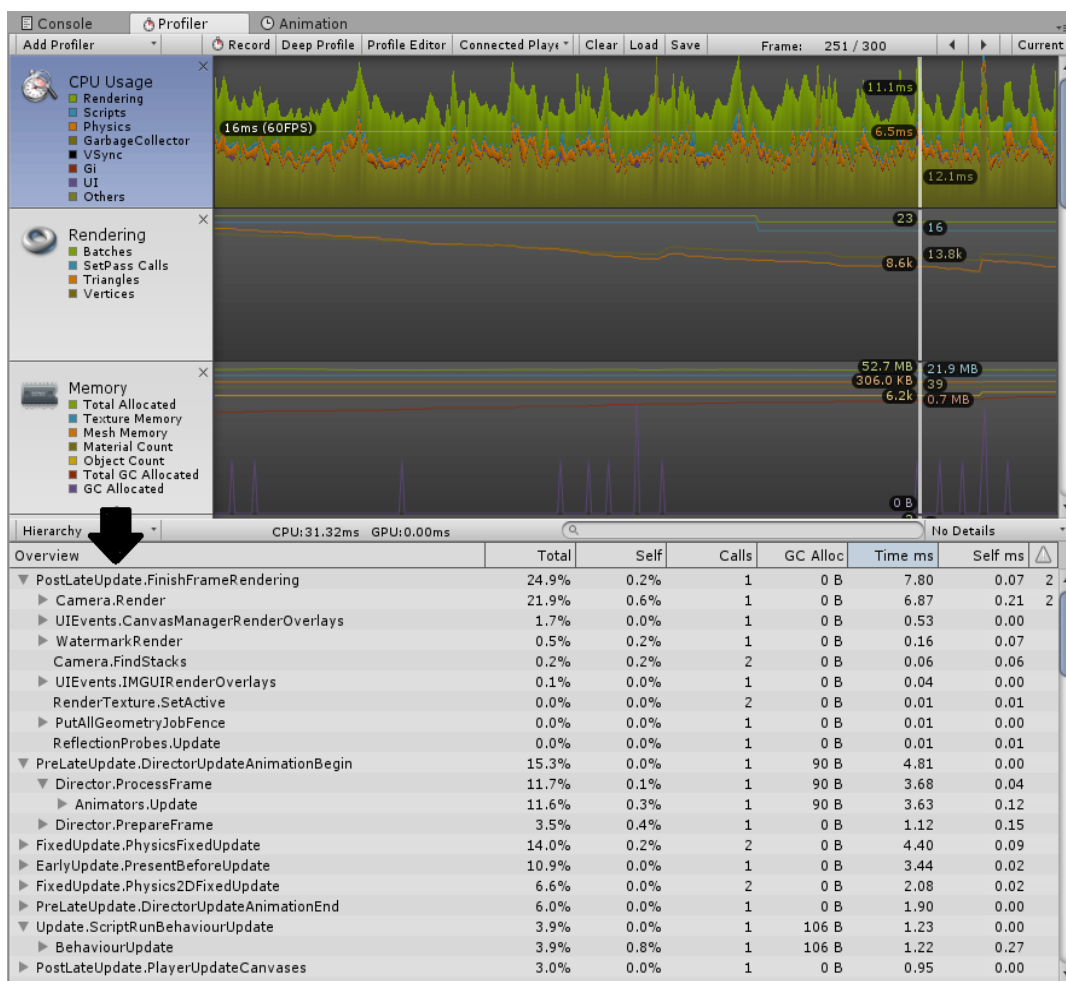 Console Profiler Animation
Add Profiler Record Deep Profile Profile Editor Connected Playe Clear Load Save Frame: 251 / 300 Current
CPU Usage
Rendering
Scripts
Physics
GarbageCollector
VSync
Gi
UI
Others
16ms (60FPS)
11.1ms
6.5ms
12.1ms
Rendering
Batches
SetPass Calls
Triangles
Vertices
23
16
8.6k
13.8k
Memory
Total Allocated
Texture Memory
Mesh Memory
Material Count
Object Count
Total GC Allocated
GC Allocated
52.7 MB 21.9 MB
306.0 KB 39
6.2k 0.7 MB
0 B
Hierarchy CPU:31.32ms GPU:0.00ms No Details
Overview Total Self Calls GC Alloc Time ms Self ms
PostLateUpdate.FinishFrameRendering 24.9% 0.2% 1 0 B 7.80 0.07 2
Camera.Render 21.9% 0.6% 1 0 B 6.87 0.21 2
UIEvents.CanvasManagerRenderOverlays 1.7% 0.0% 1 0 B 0.53 0.00
WatermarkRender 0.5% 0.2% 1 0 B 0.16 0.07
Camera.FindStacks 0.2% 0.2% 2 0 B 0.06 0.06
UIEvents.IMGUIRenderOverlays 0.1% 0.0% 1 0 B 0.04 0.00
RenderTexture.SetActive 0.0% 0.0% 2 0 B 0.01 0.01
PutAllGeometryJobFence 0.0% 0.0% 1 0 B 0.01 0.00
ReflectionProbes.Update 0.0% 0.0% 1 0 B 0.01 0.01
PreLateUpdate.DirectorUpdateAnimationBegin 15.3% 0.0% 1 90 B 4.81 0.00
Director.ProcessFrame 11.7% 0.1% 1 90 B 3.68 0.04
Animators.Update 11.6% 0.3% 1 90 B 3.63 0.12
Director.PrepareFrame 3.5% 0.4% 1 0 B 1.12 0.15
FixedUpdate.PhysicsFixedUpdate 14.0% 0.2% 2 0 B 4.40 0.09
EarlyUpdate.PresentBeforeUpdate 10.9% 0.0% 1 0 B 3.44 0.02
FixedUpdate.Physics2DFixedUpdate 6.6% 0.0% 2 0 B 2.08 0.02
PreLateUpdate.DirectorUpdateAnimationEnd 6.0% 0.0% 1 0 B 1.90 0.00
Update.ScriptRunBehaviourUpdate 3.9% 0.0% 1 106 B 1.23 0.00
BehaviourUpdate 3.9% 0.8% 1 106 B 1.22 0.27
PostLateUpdate.PlayerUpdateCanvases 3.0% 0.0% 1 0 B 0.95 0.00